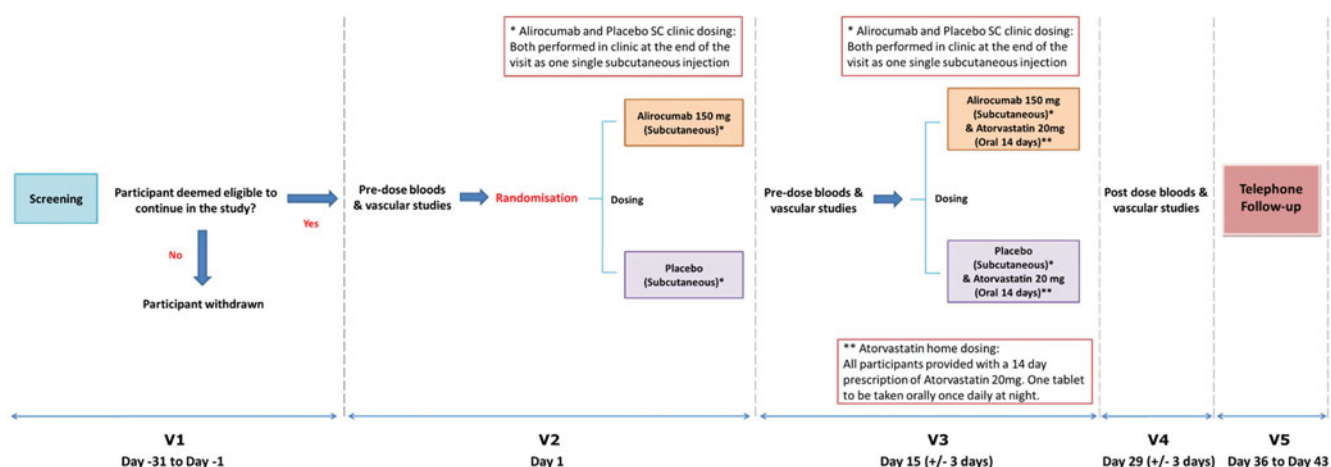 Screening
Participant deemed eligible to
continue in the study?
Yes
No
Participant withdrawn
V1
Day -31 to Day -1
* Alirocumab and Placebo SC clinic dosing:
Both performed in clinic at the end of the
visit as one single subcutaneous injection
Pre-dose bloods
& vascular studies
Randomisation
Dosing
Alirocumab 150 mg
(Subcutaneous)*
Placebo
(Subcutaneous)*
V2
Day 1
* Alirocumab and Placebo SC clinic dosing:
Both performed in clinic at the end of the
visit as one single subcutaneous injection
Pre-dose bloods &
vascular studies
Dosing
Alirocumab 150 mg
(Subcutaneous)*
& Atorvastatin 20mg
(Oral 14 days)**
Placebo
(Subcutaneous)*
& Atorvastatin 20 mg
(Oral 14 days)**
** Atorvastatin home dosing:
All participants provided with a 14 day
prescription of Atorvastatin 20mg. One tablet
to be taken orally once daily at night.
V3
Day 15 (+/- 3 days)
Post dose bloods &
vascular studies
V4
Day 29 (+/- 3 days)
Telephone
Follow-up
V5
Day 36 to Day 43